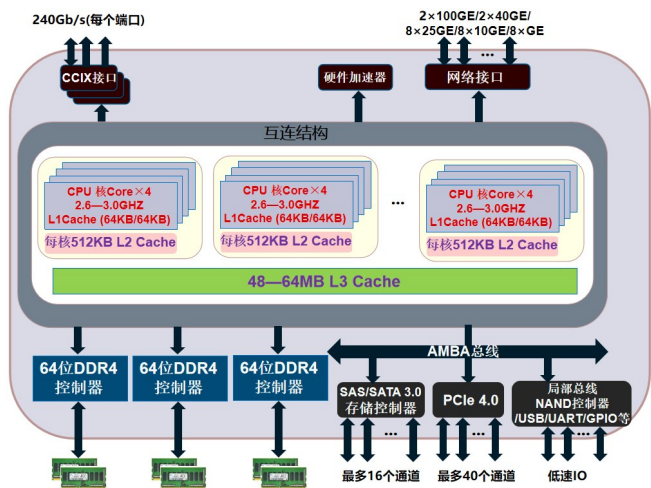 240Gb/s(每个端口)
2×100GE/2×40GE/
8×25GE/8×10GE/8×GE
...
CCIX接口
硬件加速器
网络接口
互连结构
CPU 核Core×4
2.6—3.0GHZ
L1Cache (64KB/64KB)
每核512KB L2 Cache
CPU 核Core×4
2.6—3.0GHZ
L1Cache (64KB/64KB)
每核512KB L2 Cache
...
CPU 核Core×4
2.6—3.0GHZ
L1Cache (64KB/64KB)
每核512KB L2 Cache
48—64MB L3 Cache
AMBA总线
64位DDR4
控制器
64位DDR4
控制器
64位DDR4
控制器
SAS/SATA 3.0
存储控制器
PCIe 4.0
局部总线
NAND控制器
/USB/UART/GPIO等
...
...
...
最多16个通道
最多40个通道
低速IO